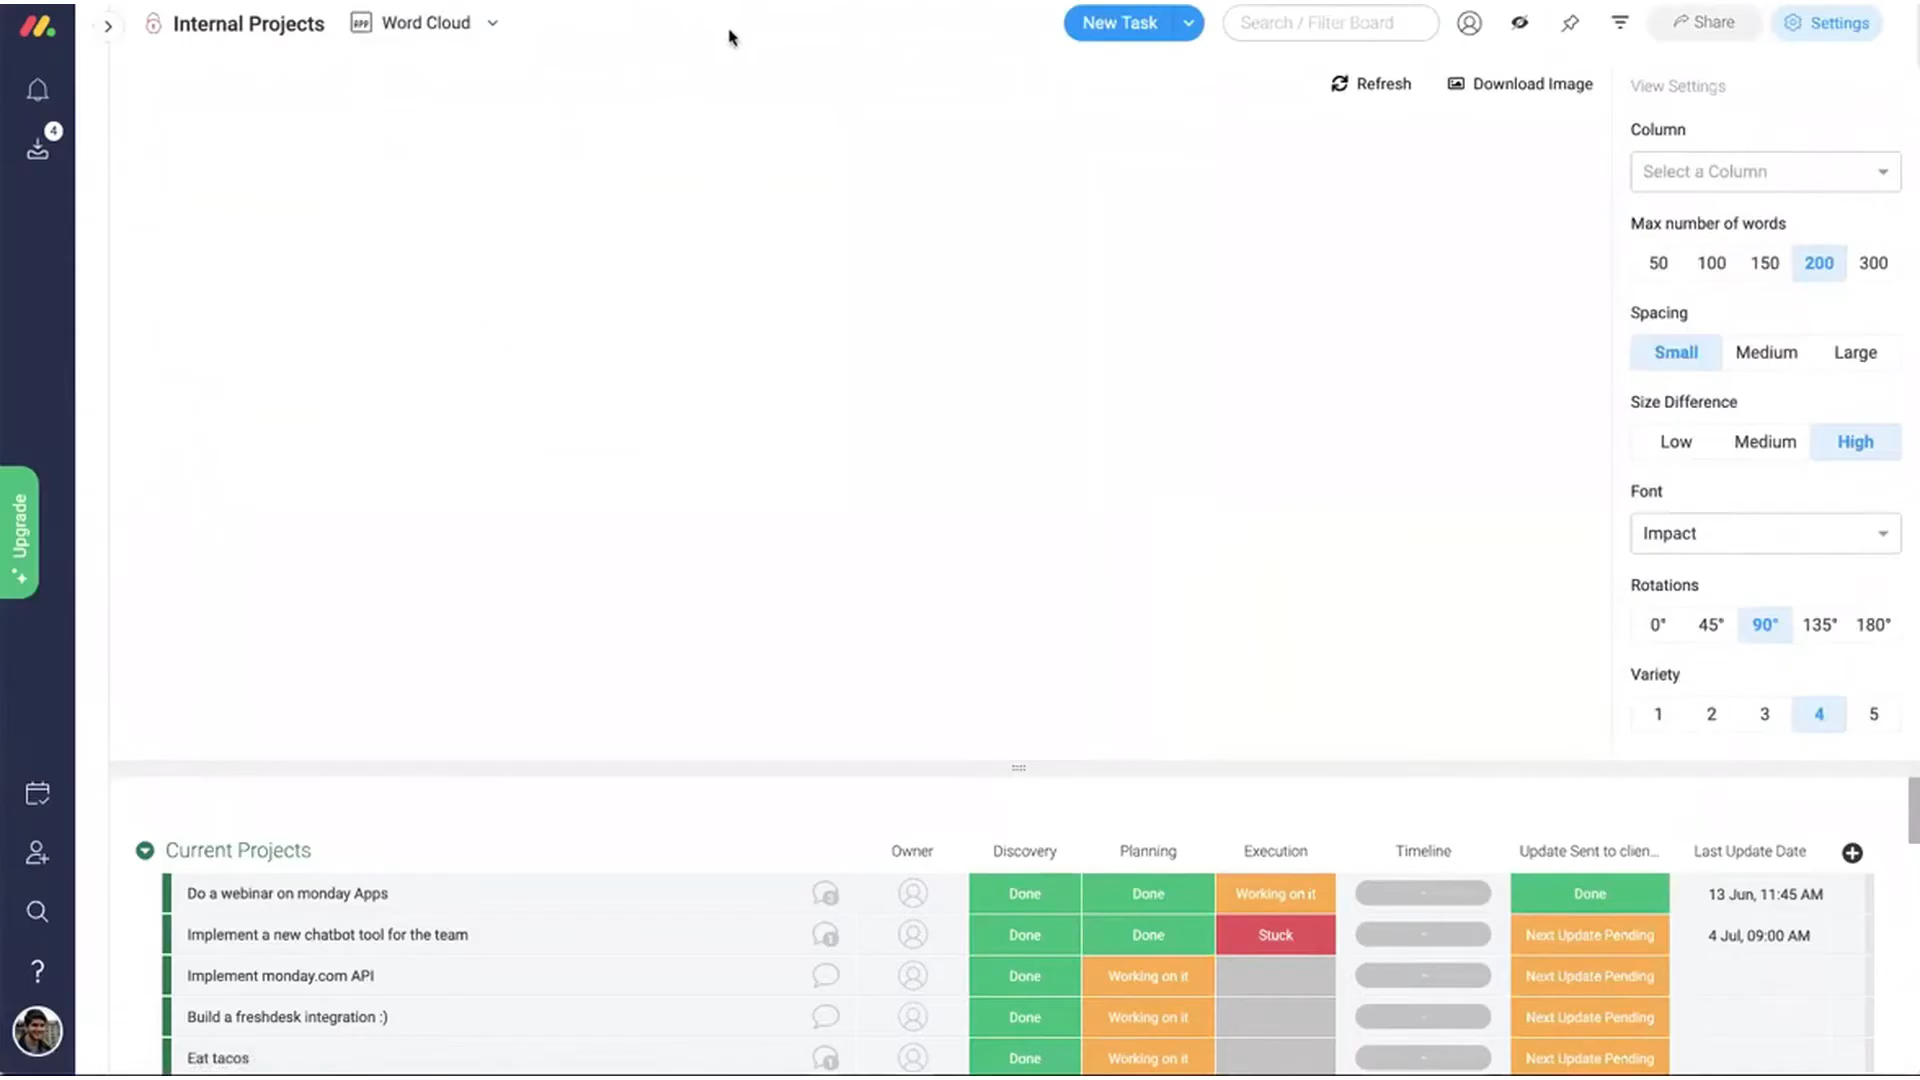 Internal Projects
APP Word Cloud
New Task
Search / Filter Board
Share
Settings
4
Refresh
Download Image
View Settings
Column
Select a Column
Max number of words
50 100 150 200 300
Spacing
Small Medium Large
Size Difference
Low Medium High
Font
Impact
Rotations
0° 45° 90° 135° 180°
Variety
1 2 3 4 5
Upgrade
Current Projects Owner Discovery Planning Execution Timeline Update Sent to clien... Last Update Date
Do a webinar on monday Apps 3 Done Done Working on it - Done 13 Jun, 11:45 AM
Implement a new chatbot tool for the team 1 Done Done Stuck - Next Update Pending 4 Jul, 09:00 AM
Implement monday.com API Done Working on it - Next Update Pending
Build a freshdesk integration :) Done Working on it - Next Update Pending
Eat tacos 1 Done Working on it - Next Update Pending